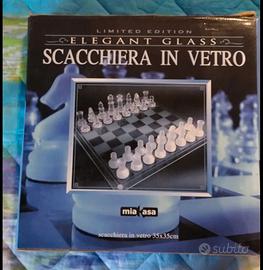 LIMITED EDITION
ELEGANT GLASS
SCACCHIERA IN VETRO
mia casa
scacchiera in vetro 35x35cm
subito